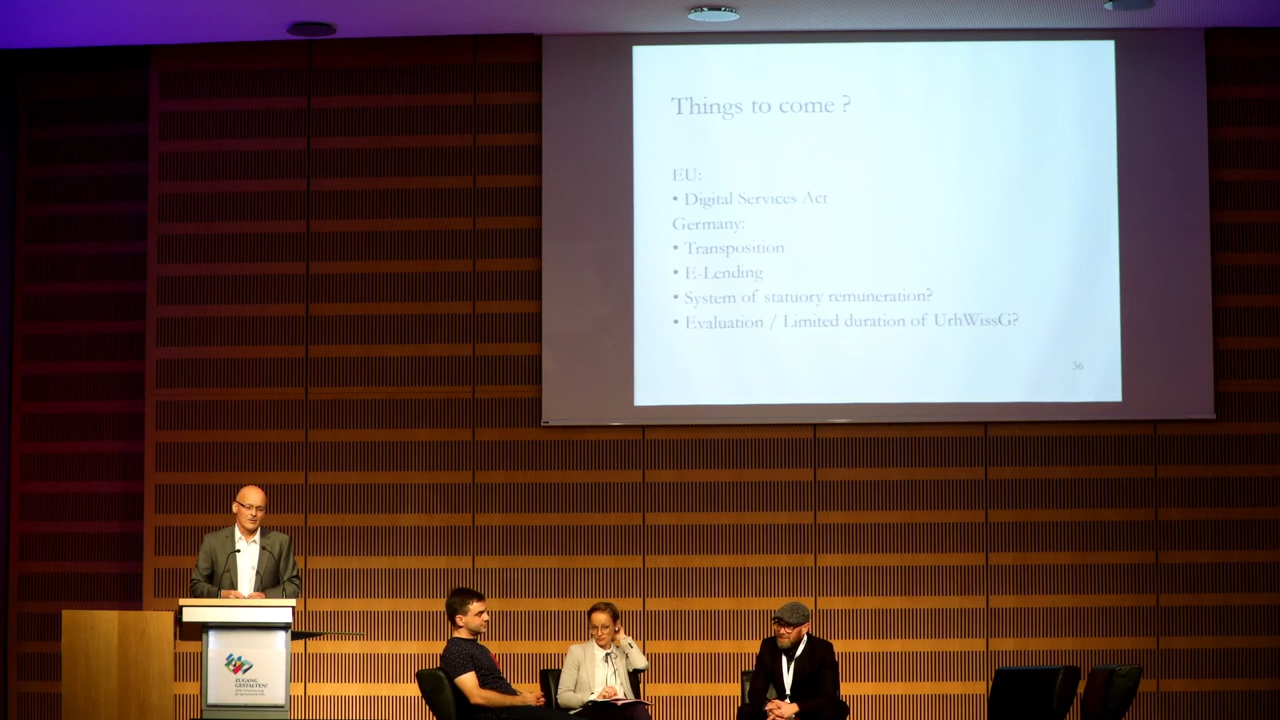 Things to come ?
EU:
• Digital Services Act
Germany:
• Transposition
• E-Lending
• System of statuory remuneration?
• Evaluation / Limited duration of UrhWissG?
36
ZUGANG
GESTALTEN!